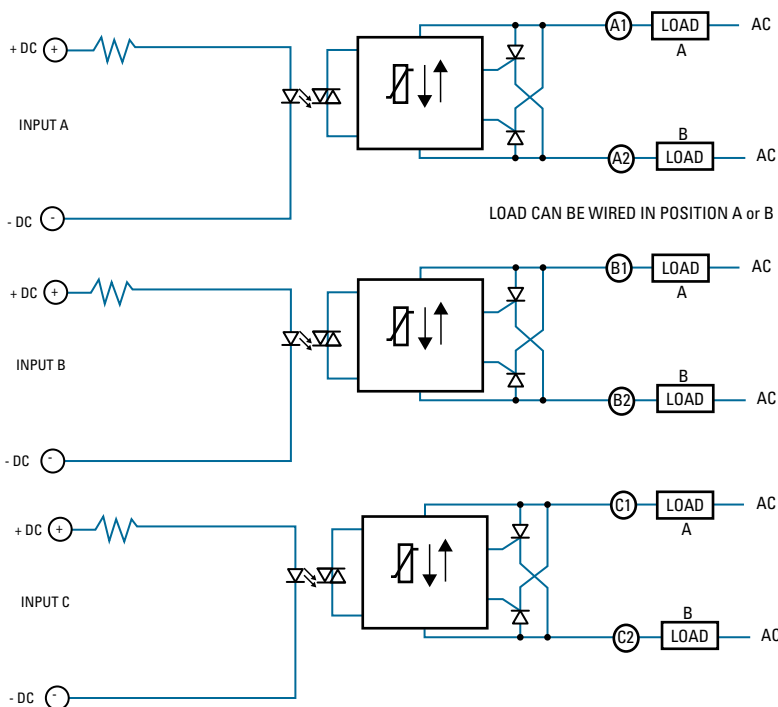 + DC +
A1 LOAD AC
A
INPUT A
B
A2 LOAD AC
- DC -
LOAD CAN BE WIRED IN POSITION A or B
+ DC +
B1 LOAD AC
A
INPUT B
B
B2 LOAD AC
- DC -
+ DC +
C1 LOAD AC
A
INPUT C
B
C2 LOAD AC
- DC -